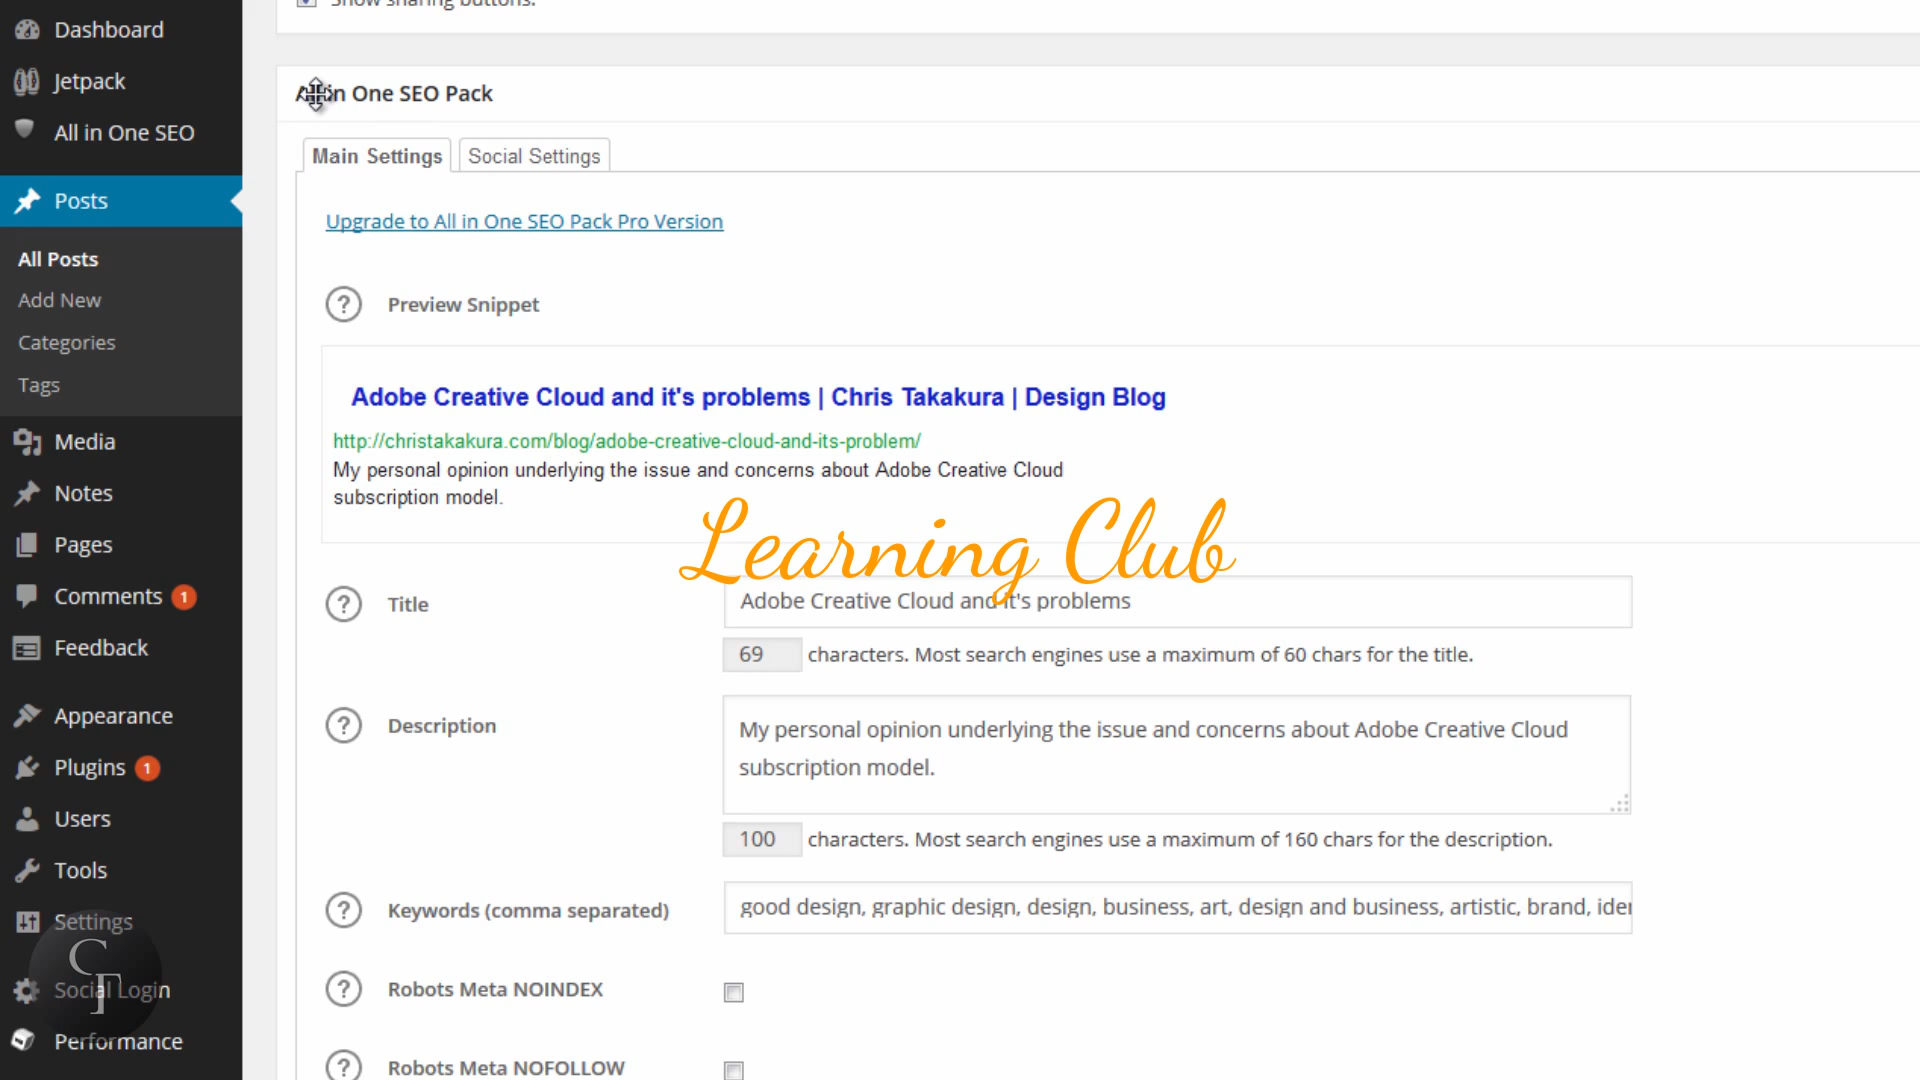 Dashboard
Jetpack
All in One SEO
Posts
All Posts
Add New
Categories
Tags
Media
Notes
Pages
Comments 1
Feedback
Appearance
Plugins 1
Users
Tools
Settings
Social Login
Performance
Show sharing buttons.
All in One SEO Pack
Main Settings
Social Settings
Upgrade to All in One SEO Pack Pro Version
? Preview Snippet
Adobe Creative Cloud and it's problems | Chris Takakura | Design Blog
http://christakakura.com/blog/adobe-creative-cloud-and-its-problem/
My personal opinion underlying the issue and concerns about Adobe Creative Cloud
subscription model.
Learning Club
? Title
Adobe Creative Cloud and it's problems
69 characters. Most search engines use a maximum of 60 chars for the title.
? Description
My personal opinion underlying the issue and concerns about Adobe Creative Cloud
subscription model.
100 characters. Most search engines use a maximum of 160 chars for the description.
? Keywords (comma separated)
good design, graphic design, design, business, art, design and business, artistic, brand, iden
? Robots Meta NOINDEX
? Robots Meta NOFOLLOW
CT